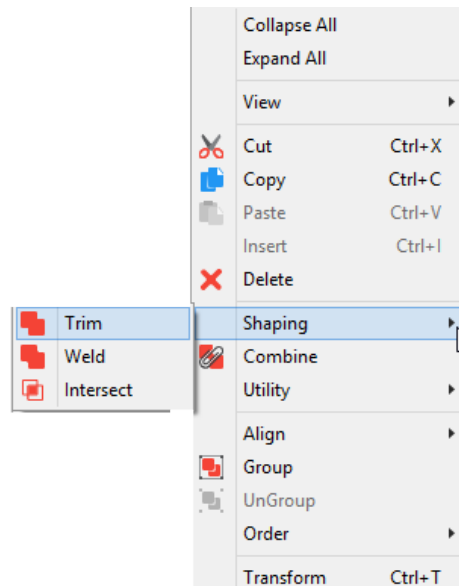 Collapse All
Expand All
View
Cut Ctrl+X
Copy Ctrl+C
Paste Ctrl+V
Insert Ctrl+I
Delete
Trim
Weld
Intersect
Shaping
Combine
Utility
Align
Group
UnGroup
Order
Transform Ctrl+T